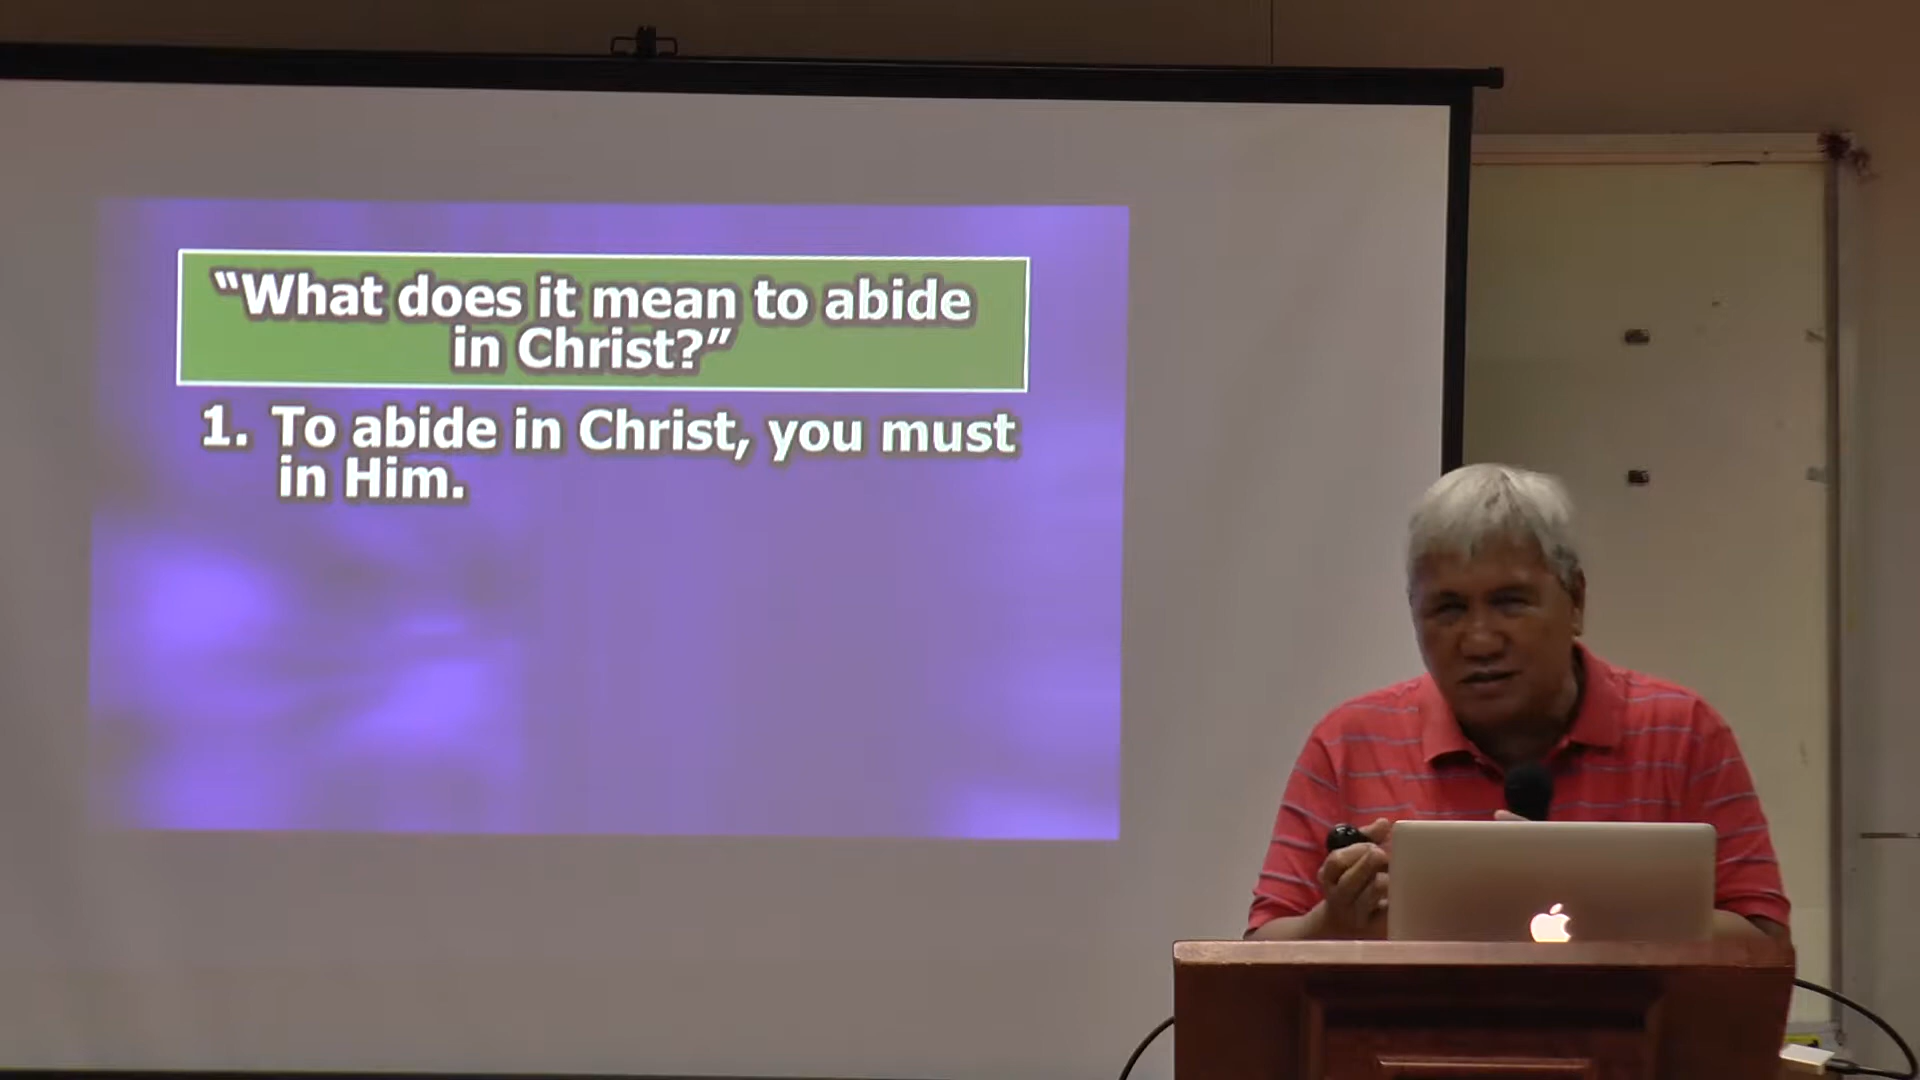 “What does it mean to abide
in Christ?”
1. To abide in Christ, you must
in Him.